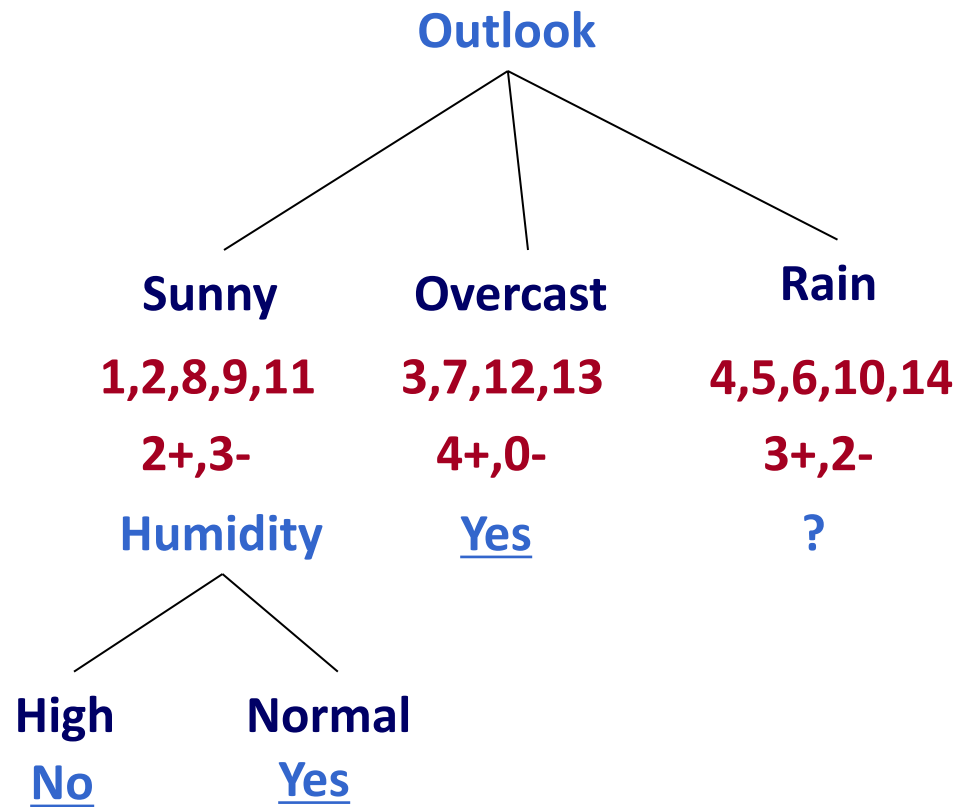 Outlook
Sunny Overcast Rain
1,2,8,9,11 3,7,12,13 4,5,6,10,14
2+,3- 4+,0- 3+,2-
Humidity Yes ?
High Normal
No Yes